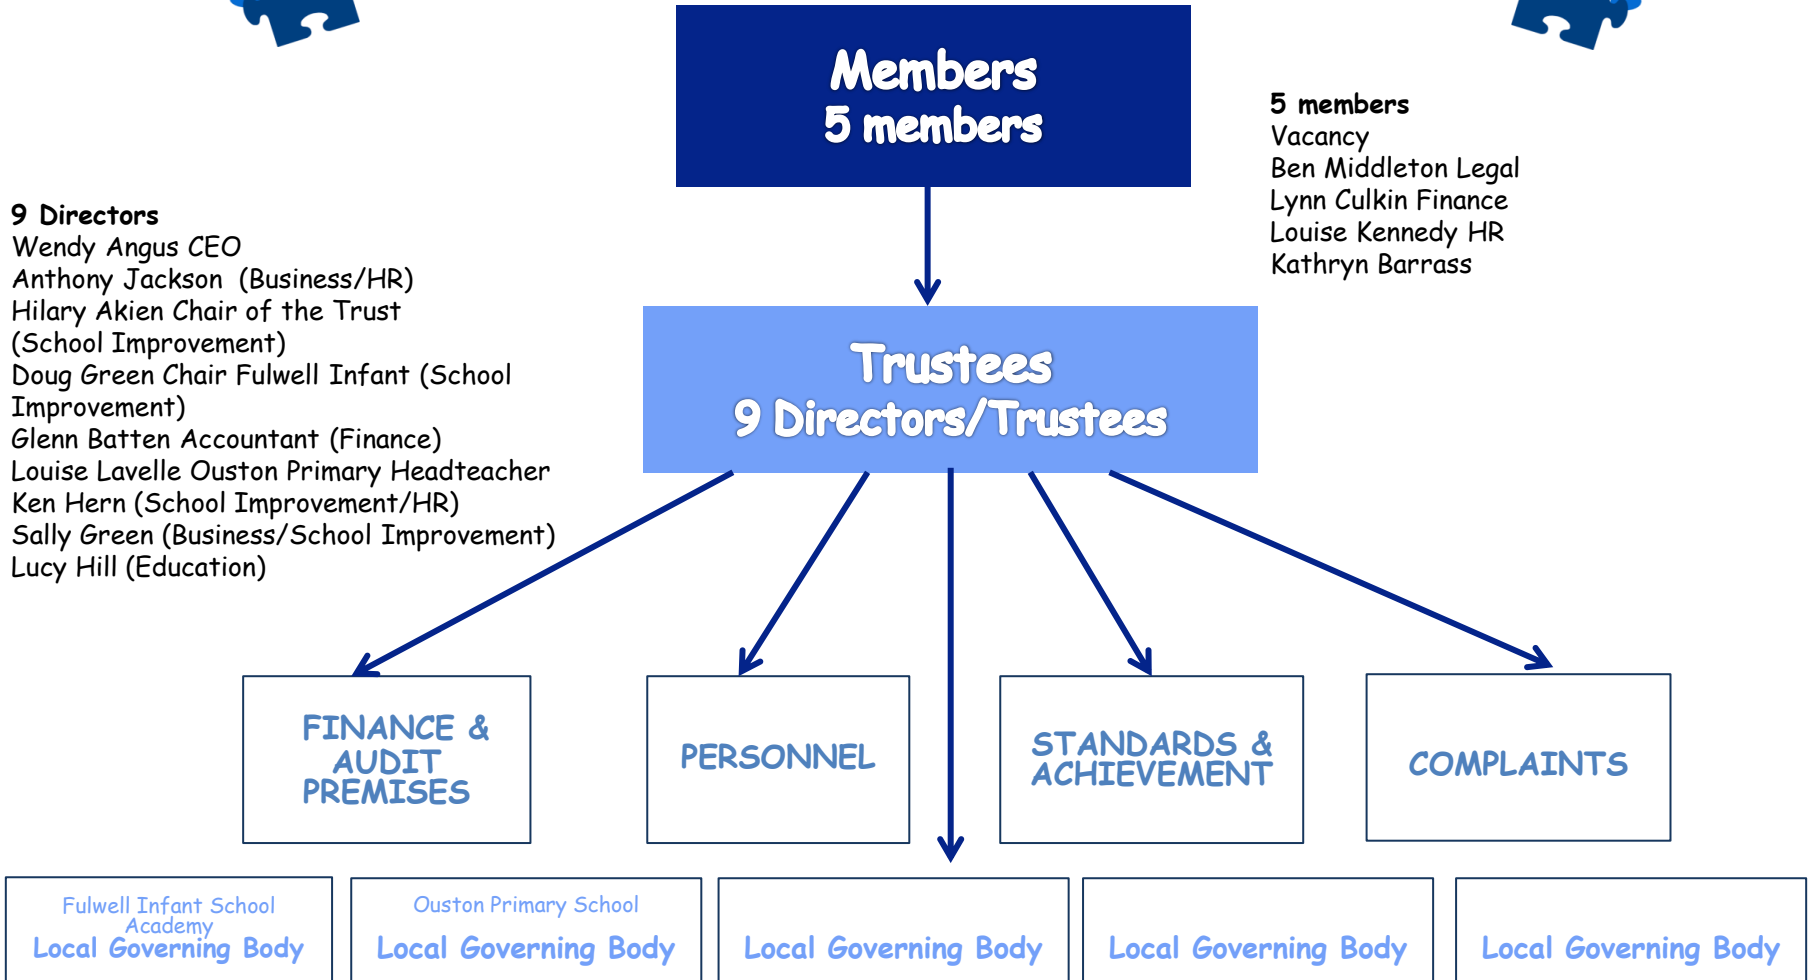 Members
5 members
5 members
Vacancy
Ben Middleton Legal
Lynn Culkin Finance
Louise Kennedy HR
Kathryn Barrass
9 Directors
Wendy Angus CEO
Anthony Jackson (Business/HR)
Hilary Akien Chair of the Trust
(School Improvement)
Doug Green Chair Fulwell Infant (School
Improvement)
Glenn Batten Accountant (Finance)
Louise Lavelle Ouston Primary Headteacher
Ken Hern (School Improvement/HR)
Sally Green (Business/School Improvement)
Lucy Hill (Education)
Trustees
9 Directors/Trustees
FINANCE &
AUDIT
PREMISES
PERSONNEL
STANDARDS &
ACHIEVEMENT
COMPLAINTS
Fulwell Infant School
Academy
Local Governing Body
Ouston Primary School
Local Governing Body
Local Governing Body
Local Governing Body
Local Governing Body